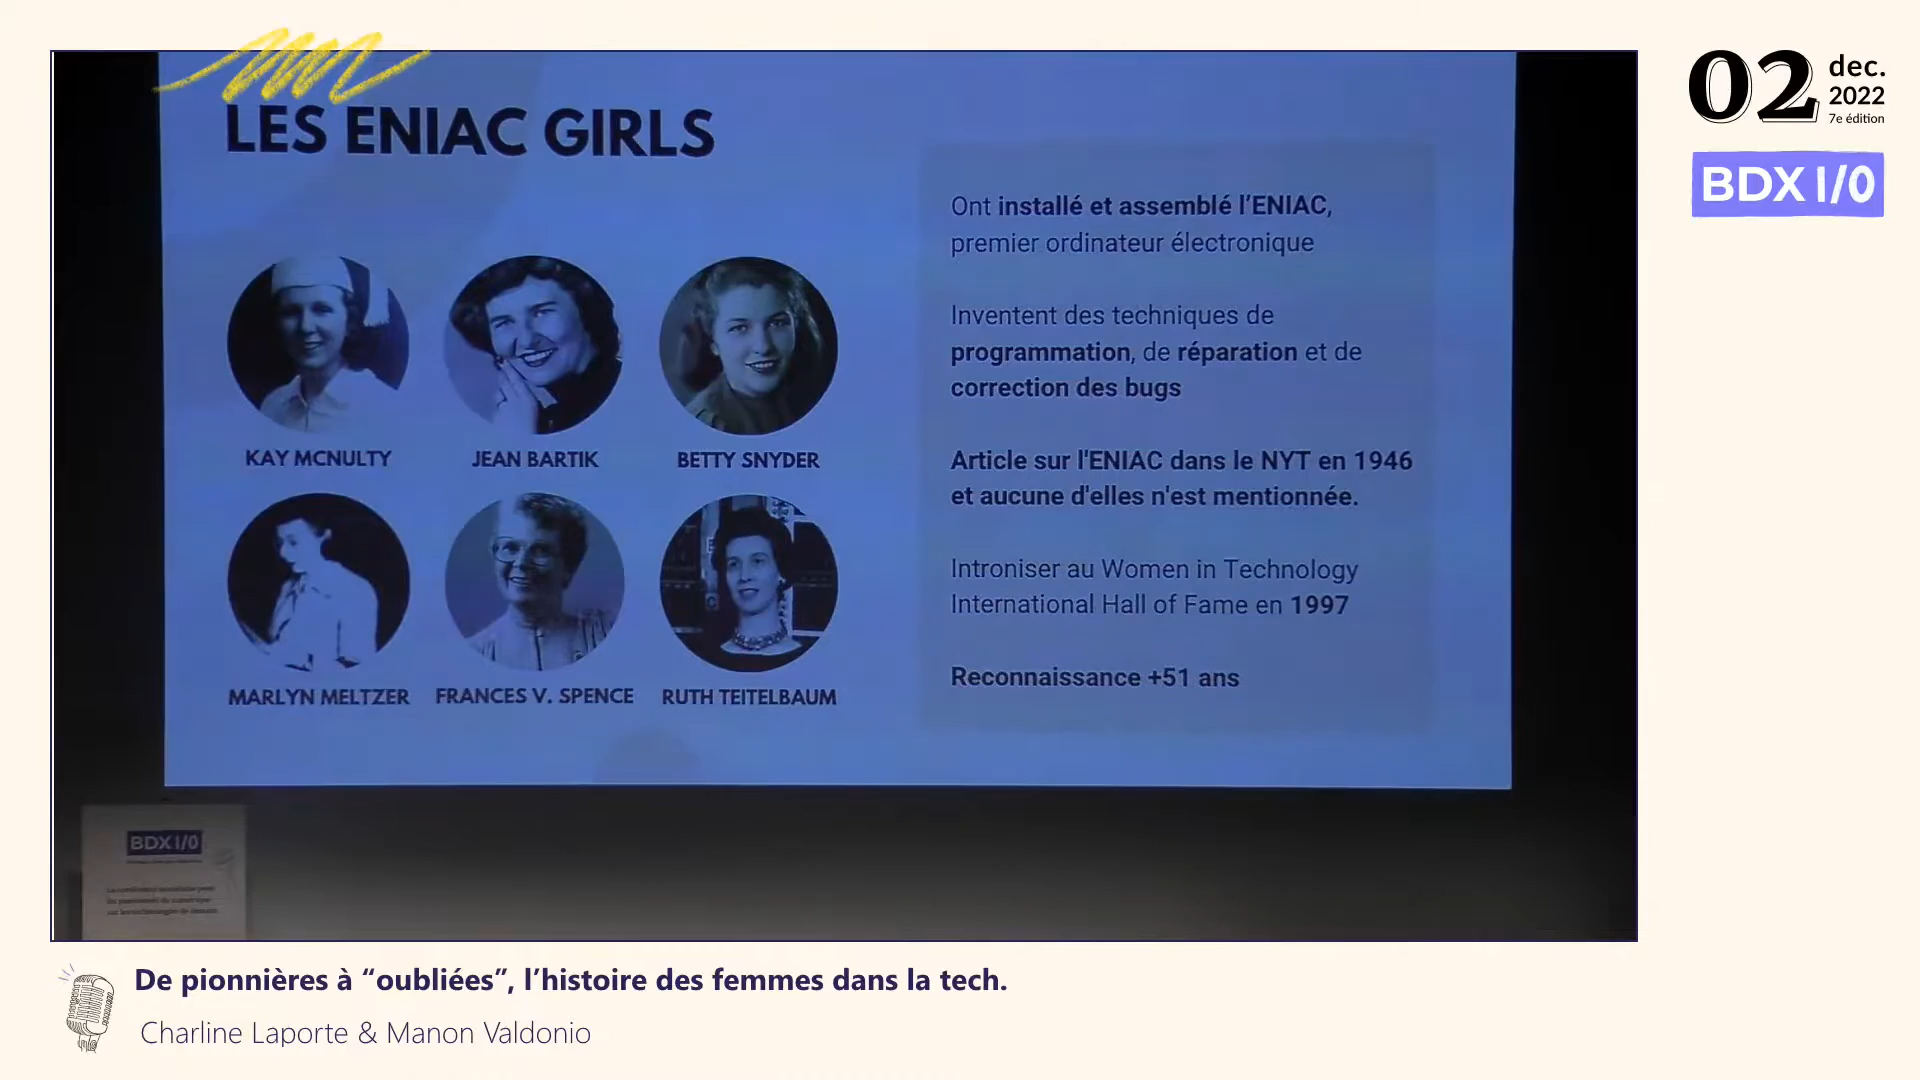 LES ENIAC GIRLS
KAY MCNULTY
JEAN BARTIK
BETTY SNYDER
MARLYN MELTZER
FRANCES V. SPENCE
RUTH TEITELBAUM
Ont installé et assemblé l'ENIAC,
premier ordinateur électronique
Inventent des techniques de
programmation, de réparation et de
correction des bugs
Article sur l'ENIAC dans le NYT en 1946
et aucune d'elles n'est mentionnée.
Introniser au Women in Technology
International Hall of Fame en 1997
Reconnaissance +51 ans
02 dec.
2022
7e édition
BDX I/O
BDX I/O
De pionnières à “oubliées”, l’histoire des femmes dans la tech.
Charline Laporte & Manon Valdonio